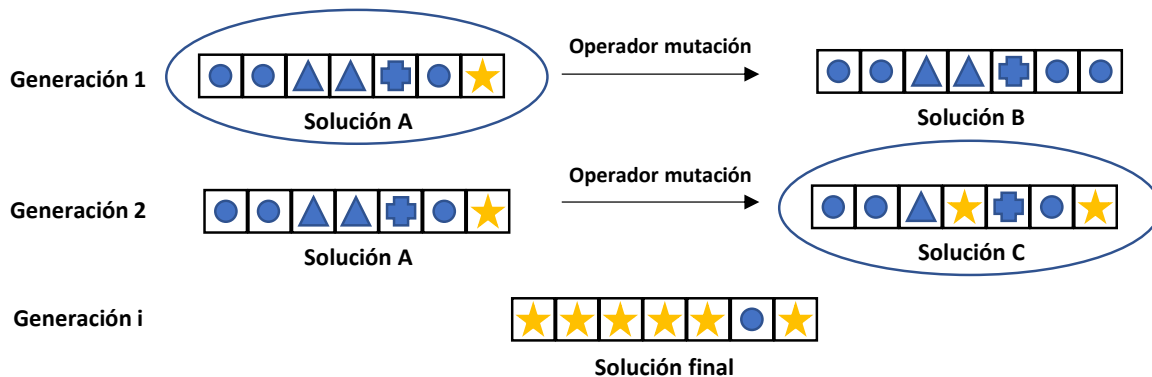 Operador mutación
Generación 1
Solución A
Solución B
Operador mutación
Generación 2
Solución A
Solución C
Generación i
Solución final